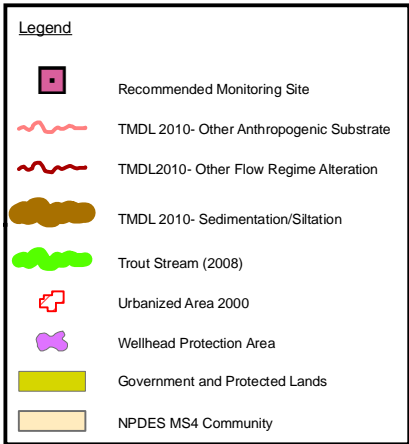 Legend
Recommended Monitoring Site
TMDL 2010- Other Anthropogenic Substrate
TMDL2010- Other Flow Regime Alteration
TMDL 2010- Sedimentation/Siltation
Trout Stream (2008)
Urbanized Area 2000
Wellhead Protection Area
Government and Protected Lands
NPDES MS4 Community